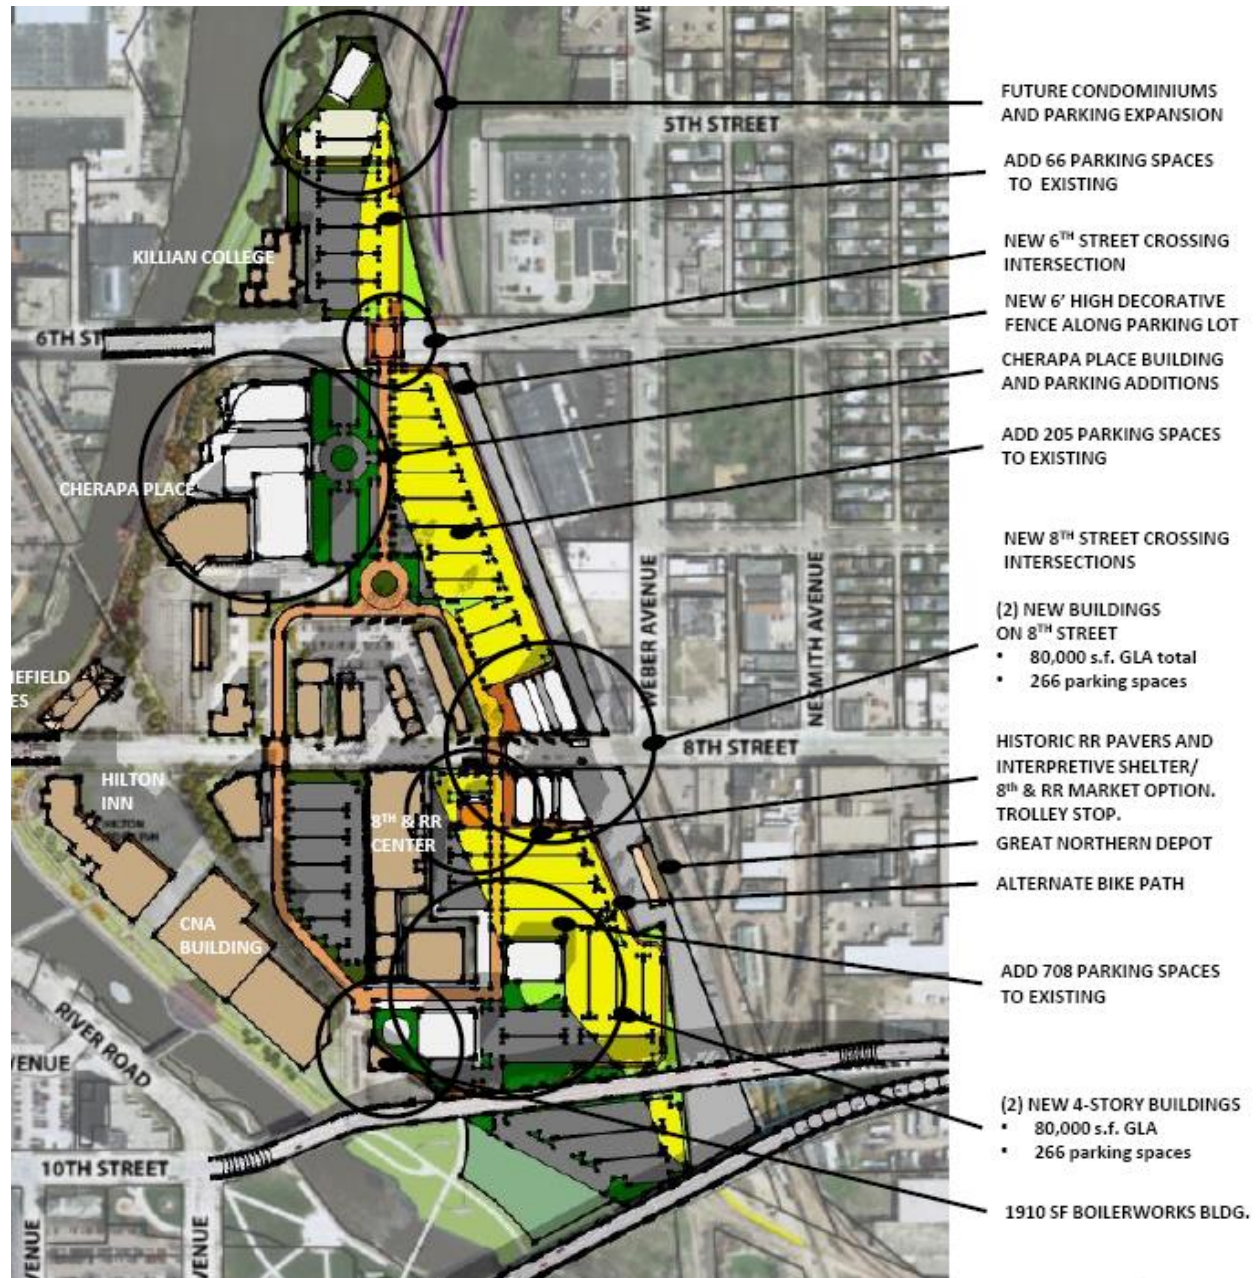 FUTURE CONDOMINIUMS
AND PARKING EXPANSION
ADD 66 PARKING SPACES
TO EXISTING
NEW 6TH STREET CROSSING
INTERSECTION
NEW 6' HIGH DECORATIVE
FENCE ALONG PARKING LOT
CHERAPA PLACE BUILDING
AND PARKING ADDITIONS
ADD 205 PARKING SPACES
TO EXISTING
NEW 8TH STREET CROSSING
INTERSECTIONS
(2) NEW BUILDINGS
ON 8TH STREET
• 80,000 s.f. GLA total
• 266 parking spaces
HISTORIC RR PAVERS AND
INTERPRETIVE SHELTER/
8th & RR MARKET OPTION.
TROLLEY STOP.
GREAT NORTHERN DEPOT
ALTERNATE BIKE PATH
ADD 708 PARKING SPACES
TO EXISTING
(2) NEW 4-STORY BUILDINGS
• 80,000 s.f. GLA
• 266 parking spaces
1910 SF BOILERWORKS BLDG.
WE
5TH STREET
KILLIAN COLLEGE
6TH ST
CHERAPA PLACE
WEBER AVENUE
NESMITH AVENUE
IEFIELD
ES
8TH STREET
HILTON
INN
8TH & RR
CENTER
CNA
BUILDING
RIVER ROAD
VENUE
10TH STREET
VENUE
VENUE